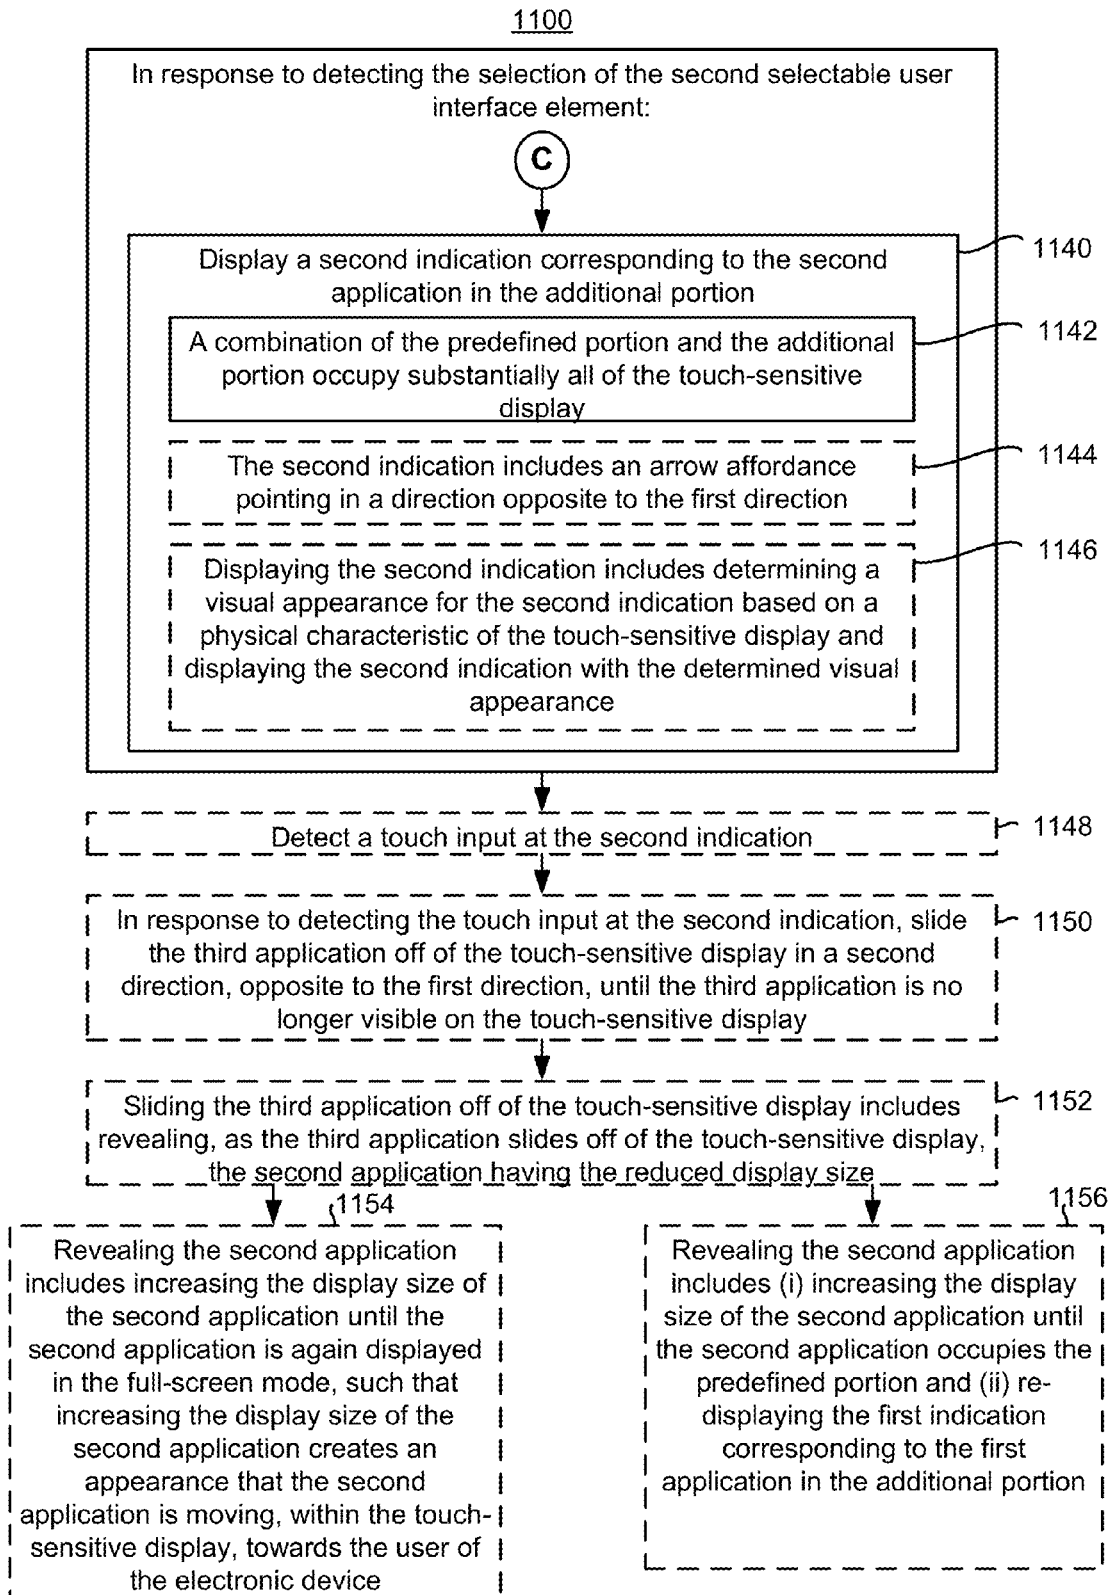 1100
In response to detecting the selection of the second selectable user
interface element:
C
1140
Display a second indication corresponding to the second
application in the additional portion
1142
A combination of the predefined portion and the additional
portion occupy substantially all of the touch-sensitive
display
1144
The second indication includes an arrow affordance
pointing in a direction opposite to the first direction
1146
Displaying the second indication includes determining a
visual appearance for the second indication based on a
physical characteristic of the touch-sensitive display and
displaying the second indication with the determined visual
appearance
Detect a touch input at the second indication
1148
In response to detecting the touch input at the second indication, slide
the third application off of the touch-sensitive display in a second
direction, opposite to the first direction, until the third application is no
longer visible on the touch-sensitive display
1150
Sliding the third application off of the touch-sensitive display includes
revealing, as the third application slides off of the touch-sensitive display,
the second application having the reduced display size
1152
1154
Revealing the second application
includes increasing the display size of
the second application until the
second application is again displayed
in the full-screen mode, such that
increasing the display size of the
second application creates an
appearance that the second
application is moving, within the touch-
sensitive display, towards the user of
the electronic device
1156
Revealing the second application
includes (i) increasing the display
size of the second application until
the second application occupies the
predefined portion and (ii) re-
displaying the first indication
corresponding to the first
application in the additional portion